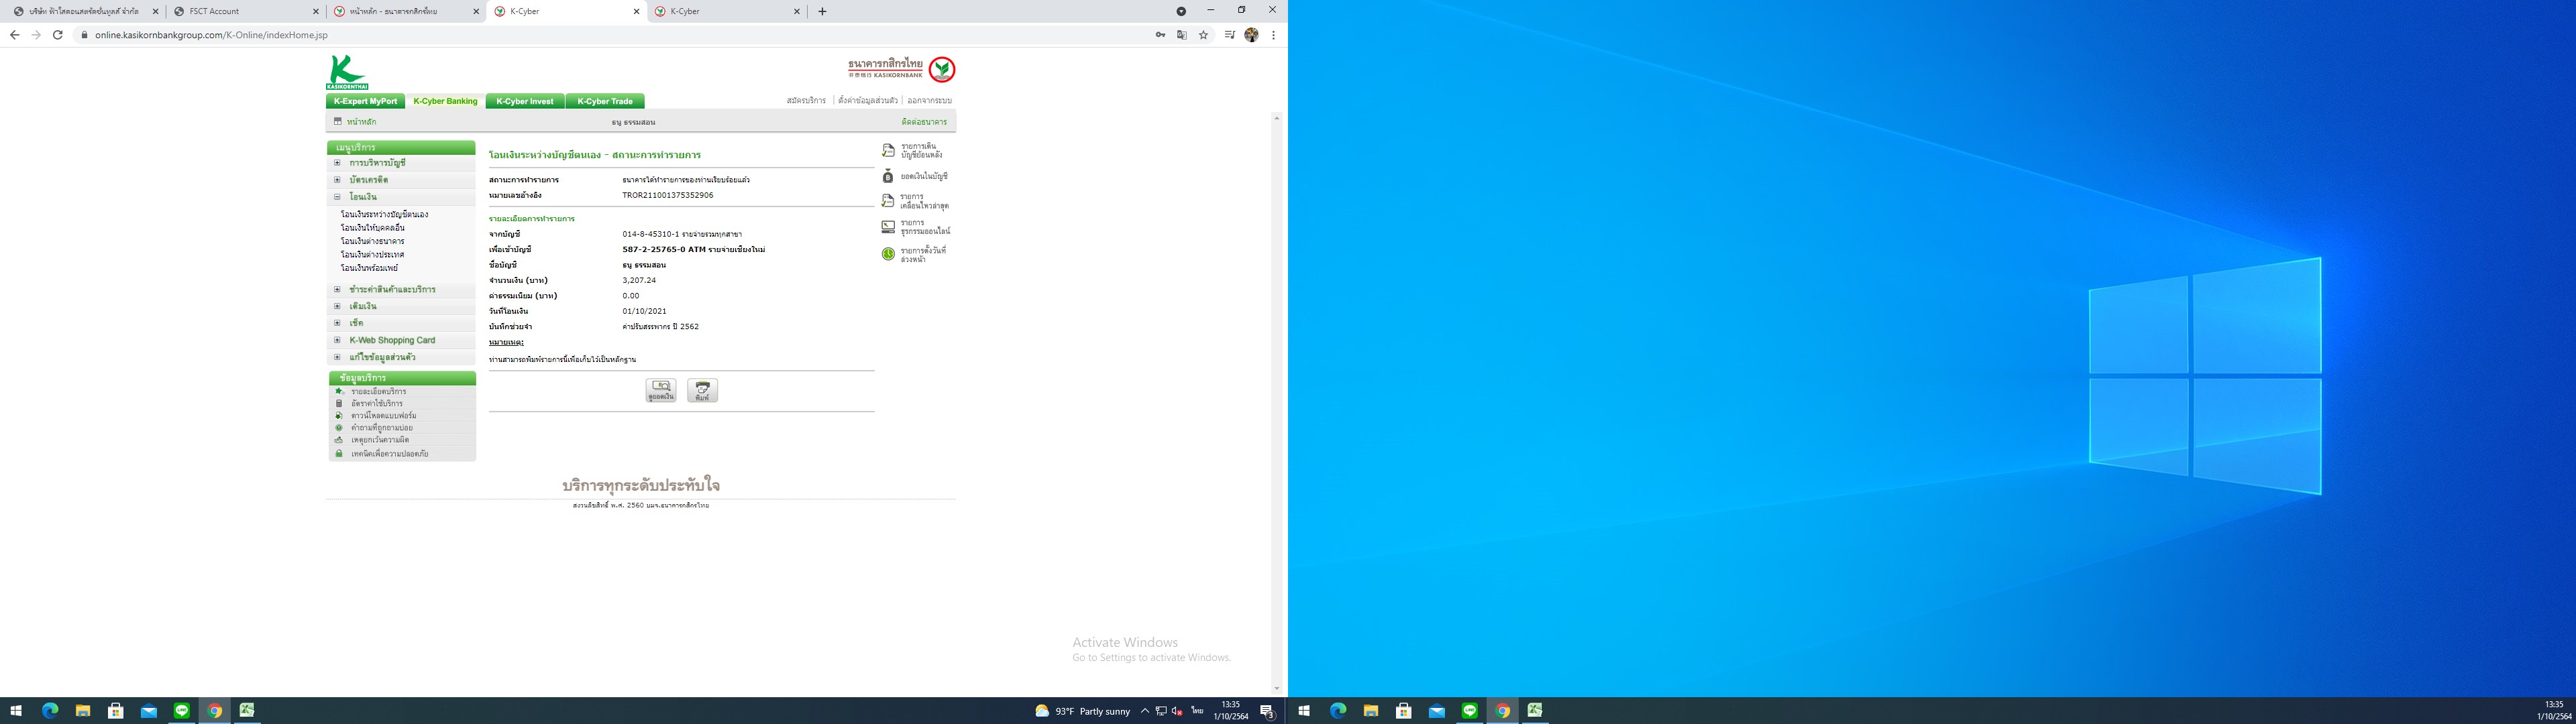 บริษัท ฟ้าใสคอนสตรัคชั่นทูลส์ จำกัด
FSCT Account
หน้าหลัก - ธนาคารกสิกรไทย
K-Cyber
K-Cyber
online.kasikornbankgroup.com/K-Online/indexHome.jsp
KASIKORNTHAI
ธนาคารกสิกรไทย
开泰银行 KASIKORNBANK
K-Expert MyPort
K-Cyber Banking
K-Cyber Invest
K-Cyber Trade
สมัครบริการ | ตั้งค่าข้อมูลส่วนตัว | ออกจากระบบ
หน้าหลัก
ธนู ธรรมสอน
ติดต่อธนาคาร
เมนูบริการ
การบริหารบัญชี
บัตรเครดิต
โอนเงิน
โอนเงินระหว่างบัญชีตนเอง
โอนเงินให้บุคคลอื่น
โอนเงินต่างธนาคาร
โอนเงินต่างประเทศ
โอนเงินพร้อมเพย์
ชำระค่าสินค้าและบริการ
เติมเงิน
เช็ค
K-Web Shopping Card
แก้ไขข้อมูลส่วนตัว
ข้อมูลบริการ
รายละเอียดบริการ
อัตราค่าใช้บริการ
ดาวน์โหลดแบบฟอร์ม
คำถามที่ถูกถามบ่อย
เหตุยกเว้นความผิด
เทคนิคเพื่อความปลอดภัย
โอนเงินระหว่างบัญชีตนเอง - สถานะการทำรายการ
สถานะการทำรายการ ธนาคารได้ทำรายการของท่านเรียบร้อยแล้ว
หมายเลขอ้างอิง TROR211001375352906
รายละเอียดการทำรายการ
จากบัญชี 014-8-45310-1 รายจ่ายรวมทุกสาขา
เพื่อเข้าบัญชี 587-2-25765-0 ATM รายจ่ายเชียงใหม่
ชื่อบัญชี ธนู ธรรมสอน
จำนวนเงิน (บาท) 3,207.24
ค่าธรรมเนียม (บาท) 0.00
วันที่โอนเงิน 01/10/2021
บันทึกช่วยจำ ค่าปรับสรรพากร ปี 2562
หมายเหตุ:
ท่านสามารถพิมพ์รายการนี้เพื่อเก็บไว้เป็นหลักฐาน
ดูยอดเงิน
พิมพ์
รายการเดิน
บัญชีย้อนหลัง
ยอดเงินในบัญชี
รายการ
เคลื่อนไหวล่าสุด
รายการ
ธุรกรรมออนไลน์
รายการตั้งวันที่
ล่วงหน้า
บริการทุกระดับประทับใจ
สงวนลิขสิทธิ์ พ.ศ. 2560 บมจ.ธนาคารกสิกรไทย
Activate Windows
Go to Settings to activate Windows.
93°F Partly sunny
ไทย
13:35
1/10/2564
3
13:35
1/10/2564